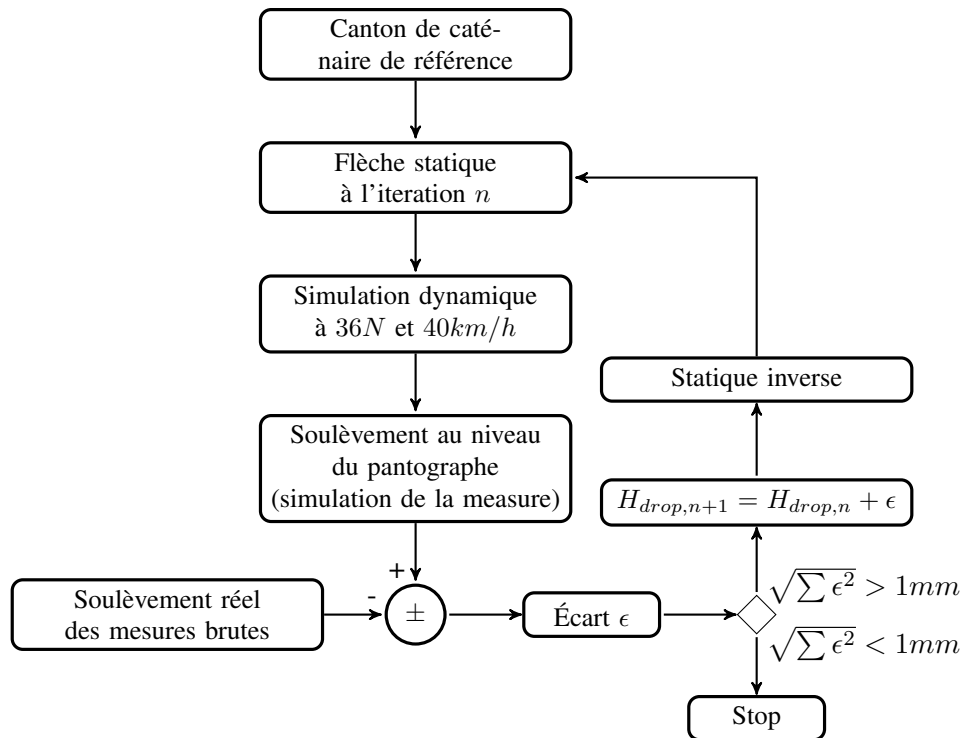 Canton de caté-
naire de référence
Flèche statique
à l'iteration n
Simulation dynamique
à 36N et 40km/h
Statique inverse
Soulèvement au niveau
du pantographe
(simulation de la measure)
H_{drop,n+1} = H_{drop,n} + ϵ
+
-
±
Soulèvement réel
des mesures brutes
Écart ϵ
√∑ ϵ² > 1mm
√∑ ϵ² < 1mm
Stop